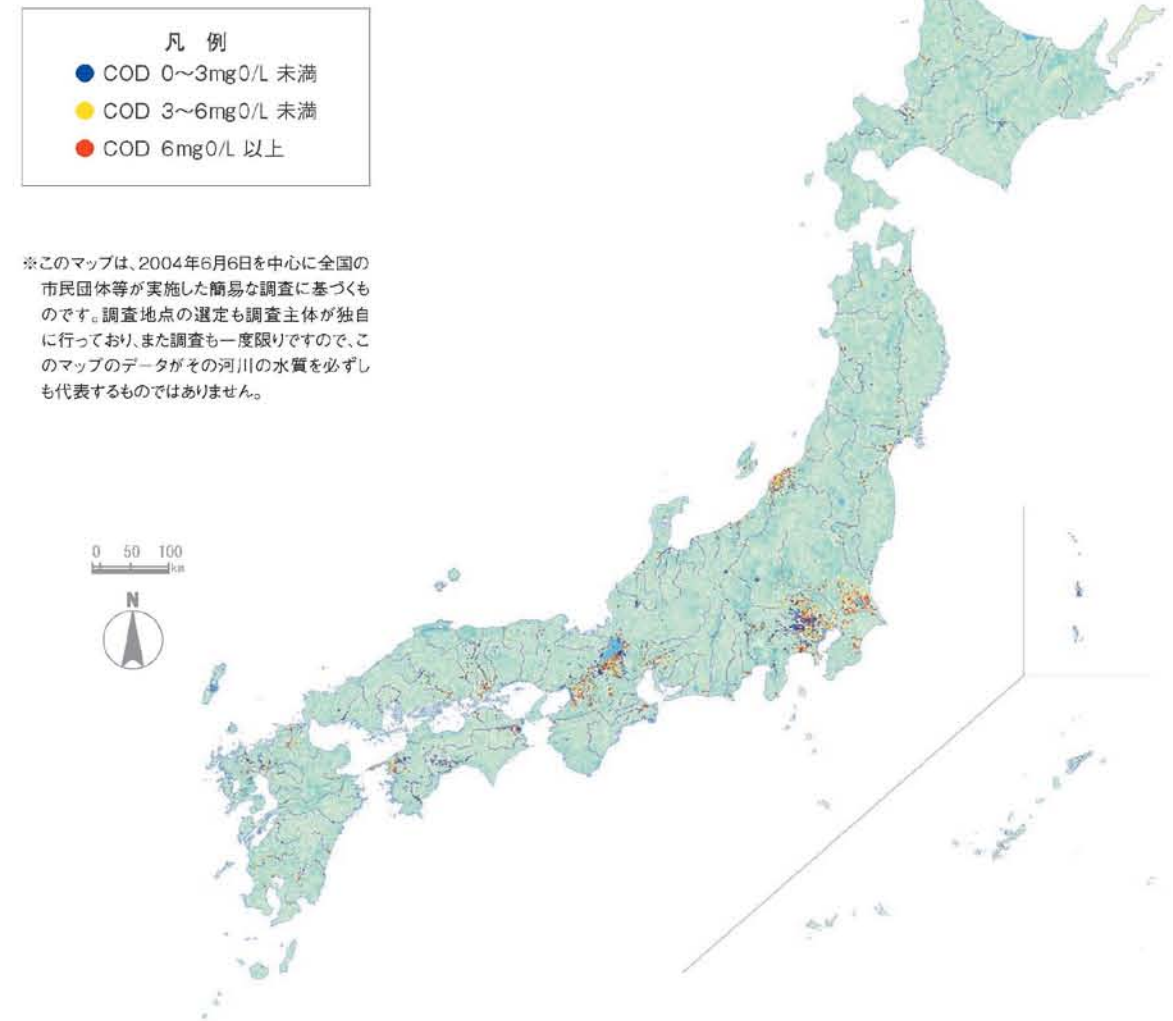 凡 例
COD 0～3mgO/L 未満
COD 3～6mgO/L 未満
COD 6mgO/L 以上
※このマップは、2004年6月6日を中心に全国の
市民団体等が実施した簡易な調査に基づくも
のです。調査地点の選定も調査主体が独自
に行っており、また調査も一度限りですので、こ
のマップのデータがその河川の水質を必ずし
も代表するものではありません。
0 50 100
km
N